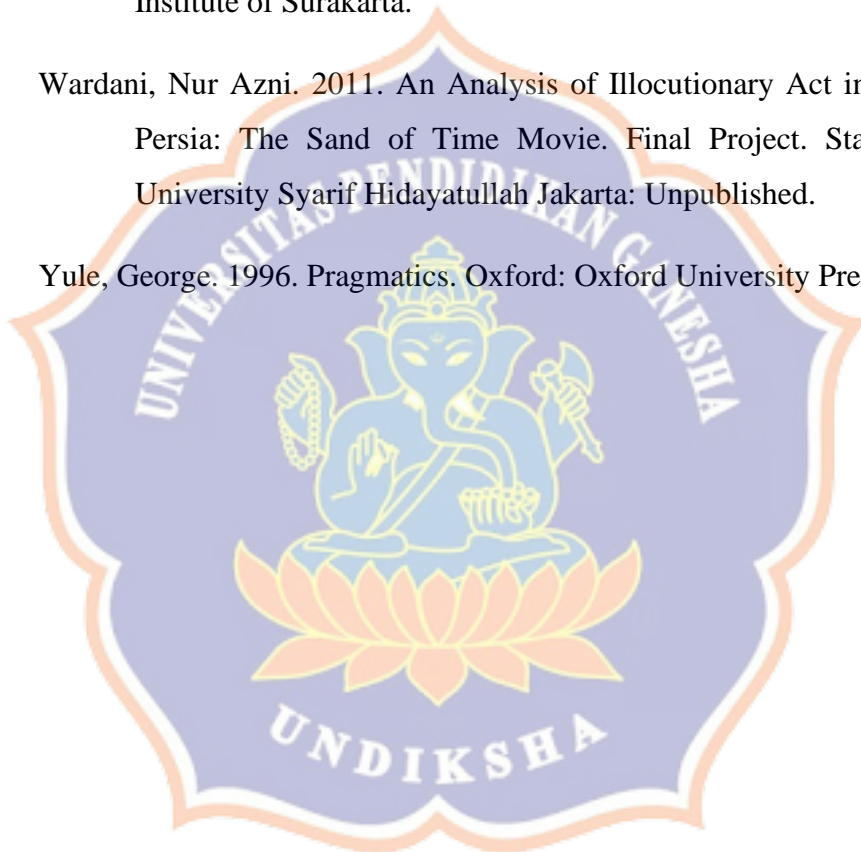 Institute of Surakarta.
Wardani, Nur Azni. 2011. An Analysis of Illocutionary Act in
Persia: The Sand of Time Movie. Final Project. Sta
University Syarif Hidayatullah Jakarta: Unpublished.
Yule, George. 1996. Pragmatics. Oxford: Oxford University Pre
UNIVERSITAS PENDIDIKAN GANESHA
UNDIKSHA